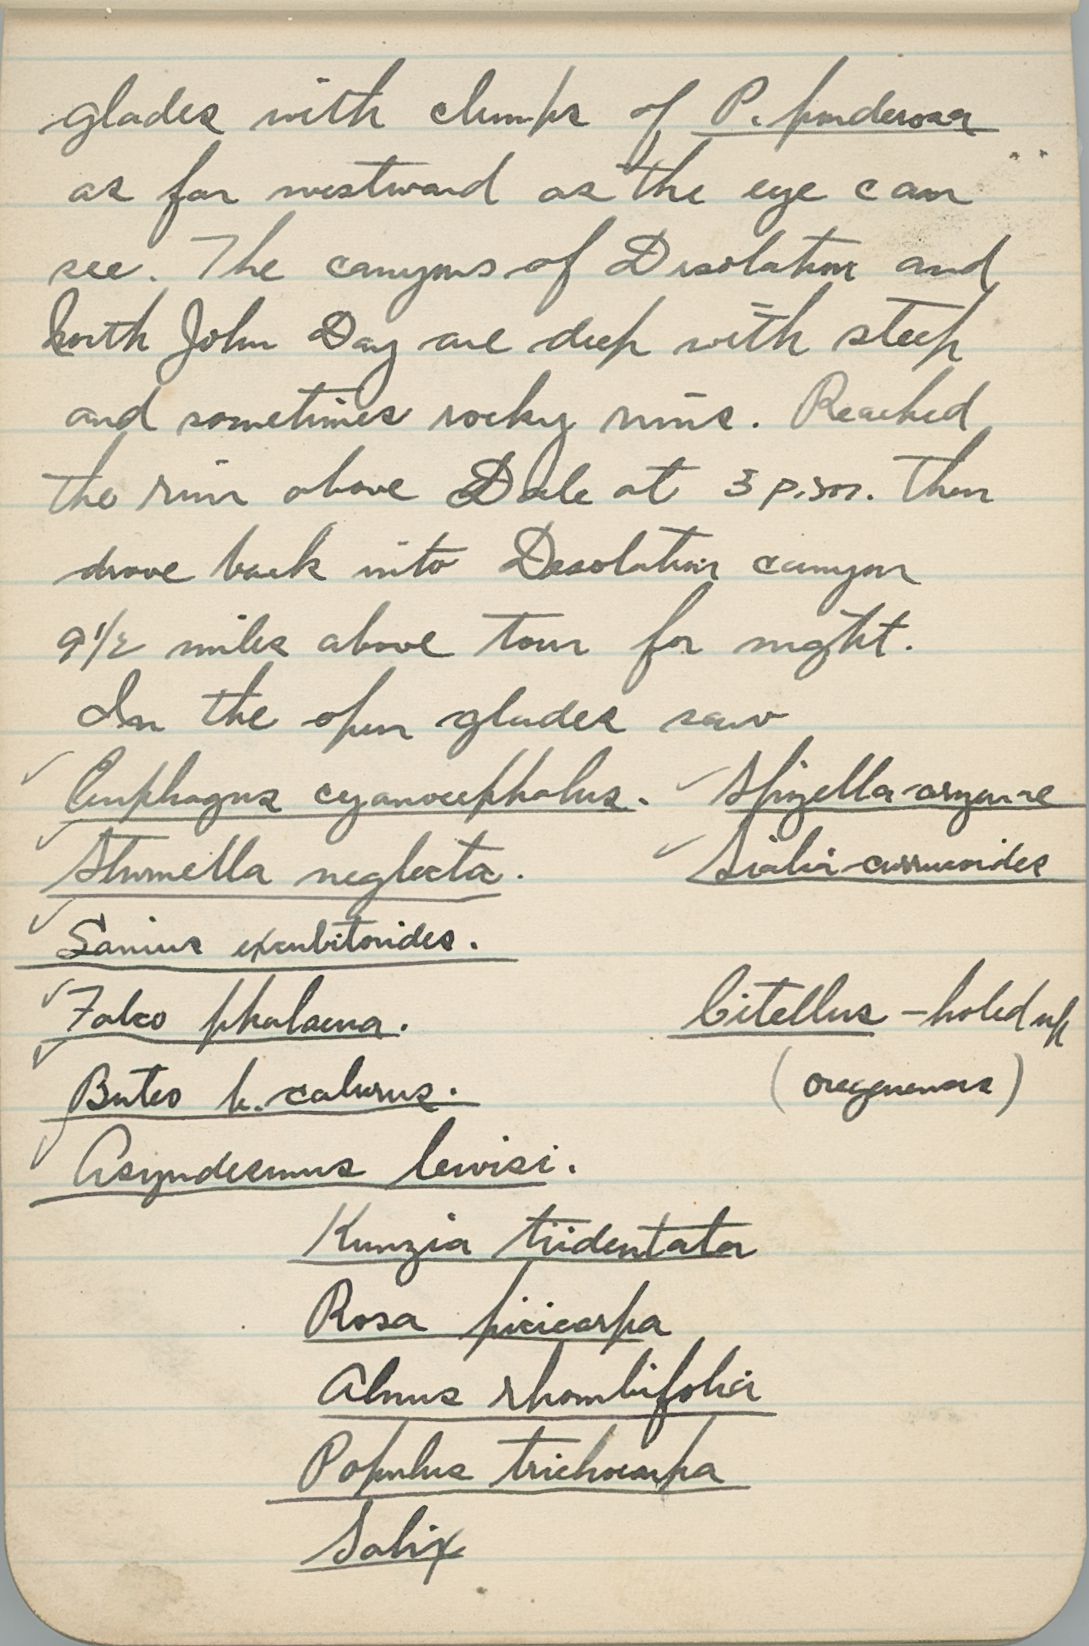 glades with clumps of P. ponderosa
as far westward as the eye can
see. The canyons of Desolation and
North John Day are deep with steep
and sometimes rocky rims. Reached
the rim above Dale at 3 p.m. Then
drove back into Desolation canyon
9 1/2 miles above town for night.
In the open glades saw
✓ Euphagus cyanocephalus. ✓ Spizella arizonae
✓ Sturnella neglecta. ✓ Sialia currucoides
✓ Lanius excubitorides.
✓ Falco phalaena. Citellus - holed up
✓ Buteo b. calurus. (oregonensis)
✓ Asyndesmus lewisi.
Kunzia tridentata
Rosa pisicarpa
Alnus rhombifolia
Populus trichocarpa
Salix